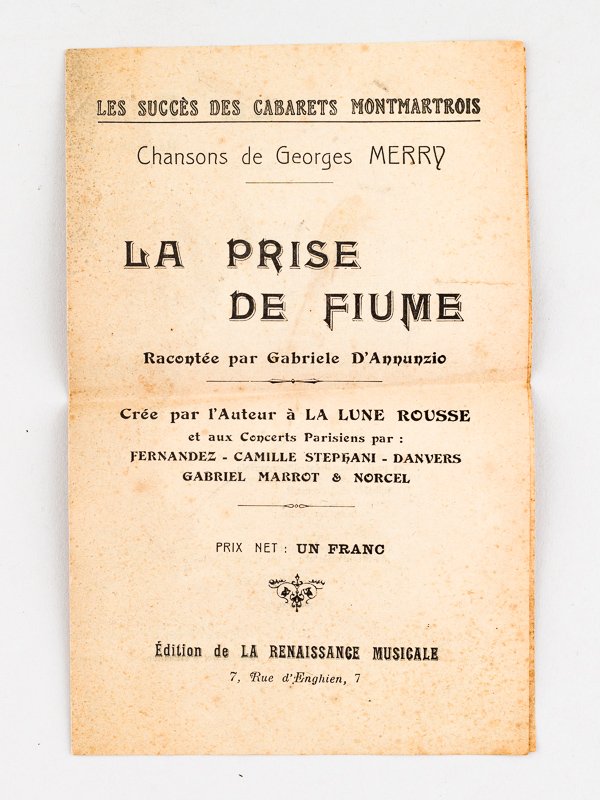 LES SUCCÈS DES CABARETS MONTMARTROIS
Chansons de Georges MERRY
LA PRISE
DE FIUME
Racontée par Gabriele D'Annunzio
Crée par l'Auteur à LA LUNE ROUSSE
et aux Concerts Parisiens par :
FERNANDEZ - CAMILLE STEPHANI - DANVERS
GABRIEL MARROT & NORCEL
PRIX NET : UN FRANC
Édition de LA RENAISSANCE MUSICALE
7, Rue d'Enghien, 7